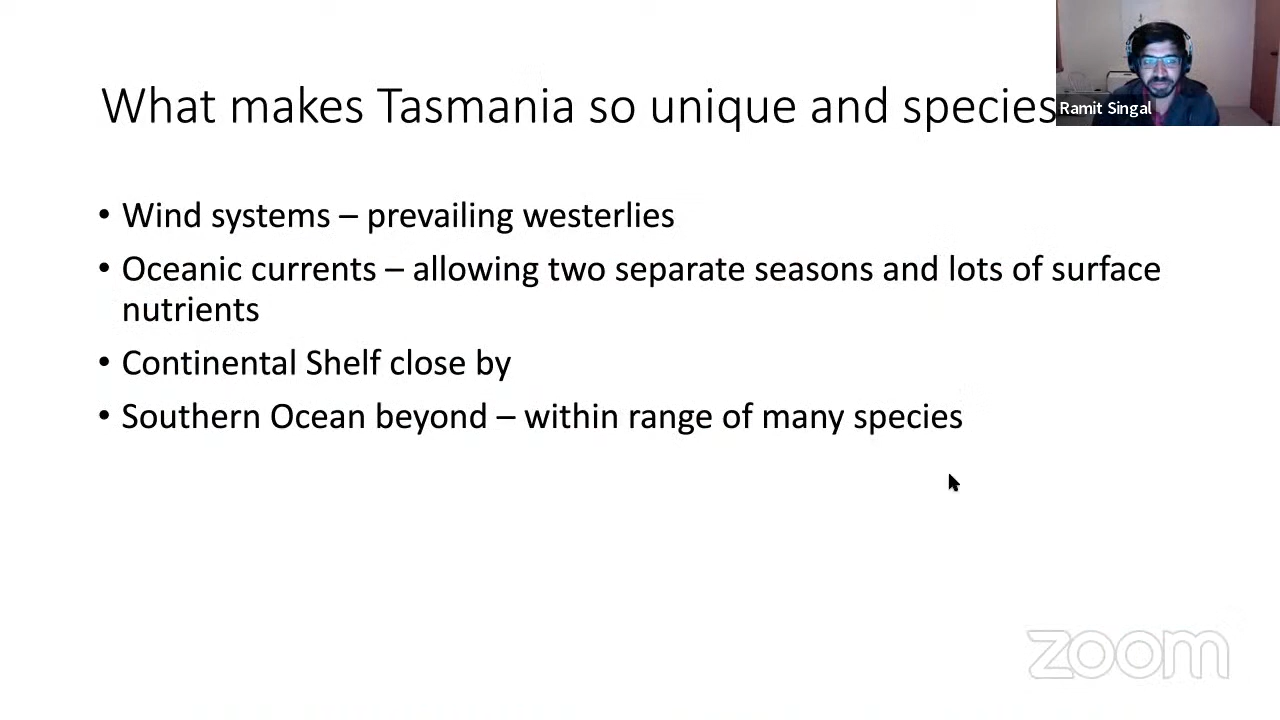 What makes Tasmania so unique and species
Ramit Singal
• Wind systems – prevailing westerlies
• Oceanic currents – allowing two separate seasons and lots of surface
nutrients
• Continental Shelf close by
• Southern Ocean beyond – within range of many species
zoom